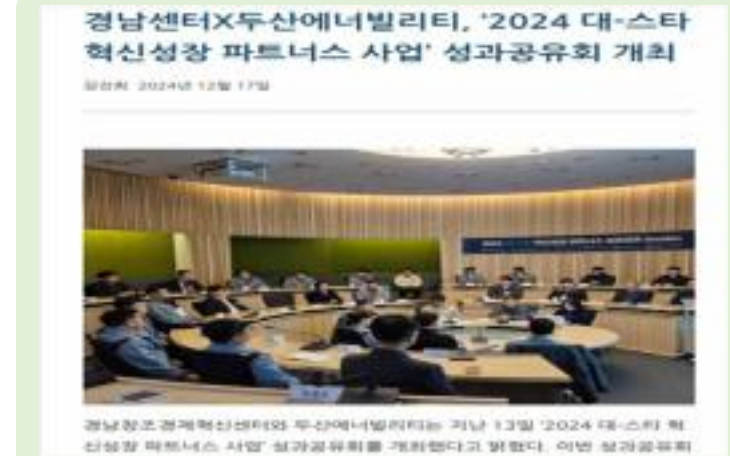 경남센터X두산에너빌리티, '2024 대-스타
혁신성장 파트너스 사업' 성과공유회 개최
2024년 12월 17일
경남창조경제혁신센터와 두산에너빌리티는 지난 13일 '2024 대-스타 혁
신성장 파트너스 사업' 성과공유회를 개최했다고 밝혔다. 이번 성과공유회